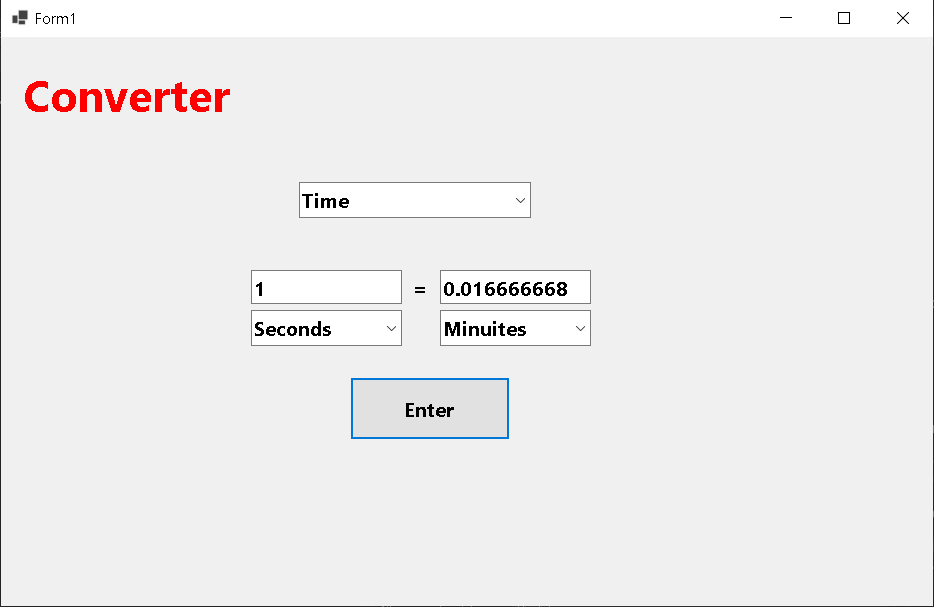 Form1
Converter
Time
1 = 0.016666668
Seconds Minuites
Enter